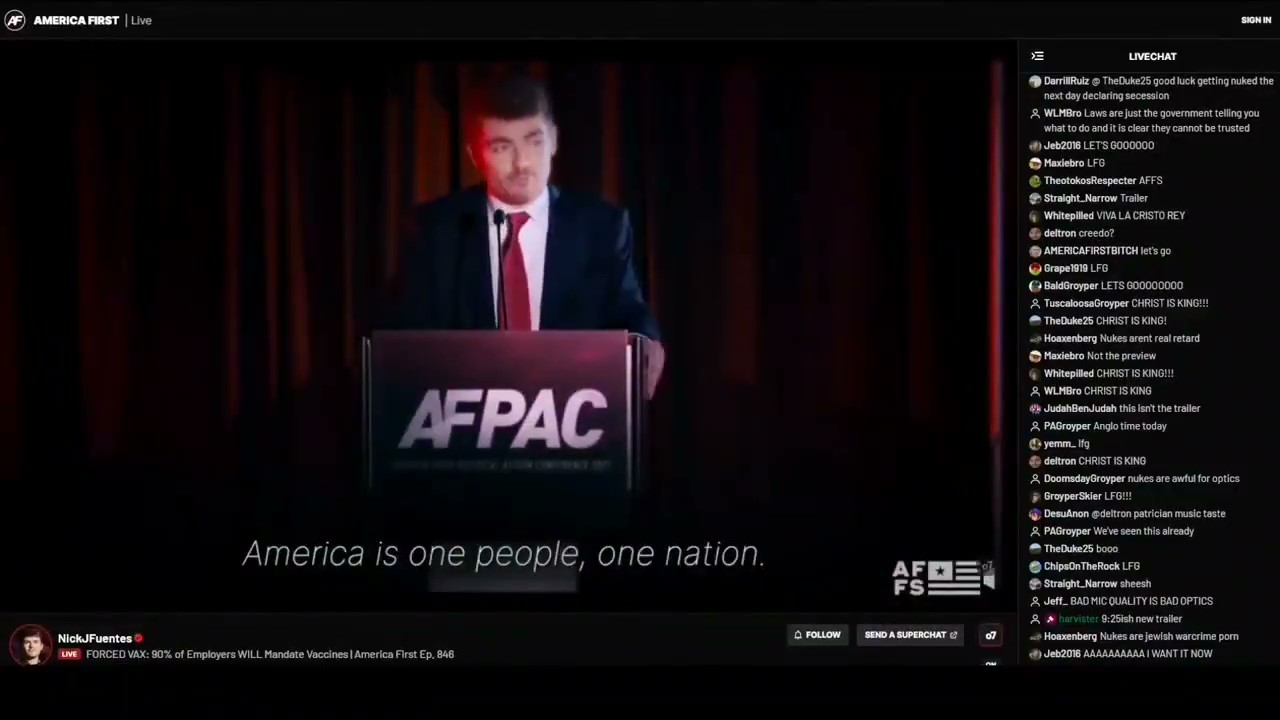 AF AMERICA FIRST | Live
SIGN IN
AFPAC
America is one people, one nation.
AF
FS
o7
NickJFuentes
LIVE FORCED VAX: 90% of Employers WILL Mandate Vaccines | America First Ep. 846
FOLLOW
SEND A SUPERCHAT
o7
LIVECHAT
DarrillRuiz @ TheDuke25 good luck getting nuked the
next day declaring secession
WLMBro Laws are just the government telling you
what to do and it is clear they cannot be trusted
Jeb2016 LET'S GOOOOOO
Maxiebro LFG
TheotokosRespecter AFFS
Straight_Narrow Trailer
Whitepilled VIVA LA CRISTO REY
deltron creedo?
AMERICAFIRSTBITCH let's go
Grape1919 LFG
BaldGroyper LETS GOOOOOOOO
TuscaloosaGroyper CHRIST IS KING!!!
TheDuke25 CHRIST IS KING!
Hoaxenberg Nukes arent real retard
Maxiebro Not the preview
Whitepilled CHRIST IS KING!!!
WLMBro CHRIST IS KING
JudahBenJudah this isn't the trailer
PAGroyper Anglo time today
yemm_ lfg
deltron CHRIST IS KING
DoomsdayGroyper nukes are awful for optics
GroyperSkier LFG!!!
DesuAnon @deltron patrician music taste
PAGroyper We've seen this already
TheDuke25 booo
ChipsOnTheRock LFG
Straight_Narrow sheesh
Jeff_ BAD MIC QUALITY IS BAD OPTICS
harvister 9:25ish new trailer
Hoaxenberg Nukes are jewish warcrime porn
Jeb2016 AAAAAAAAAA I WANT IT NOW